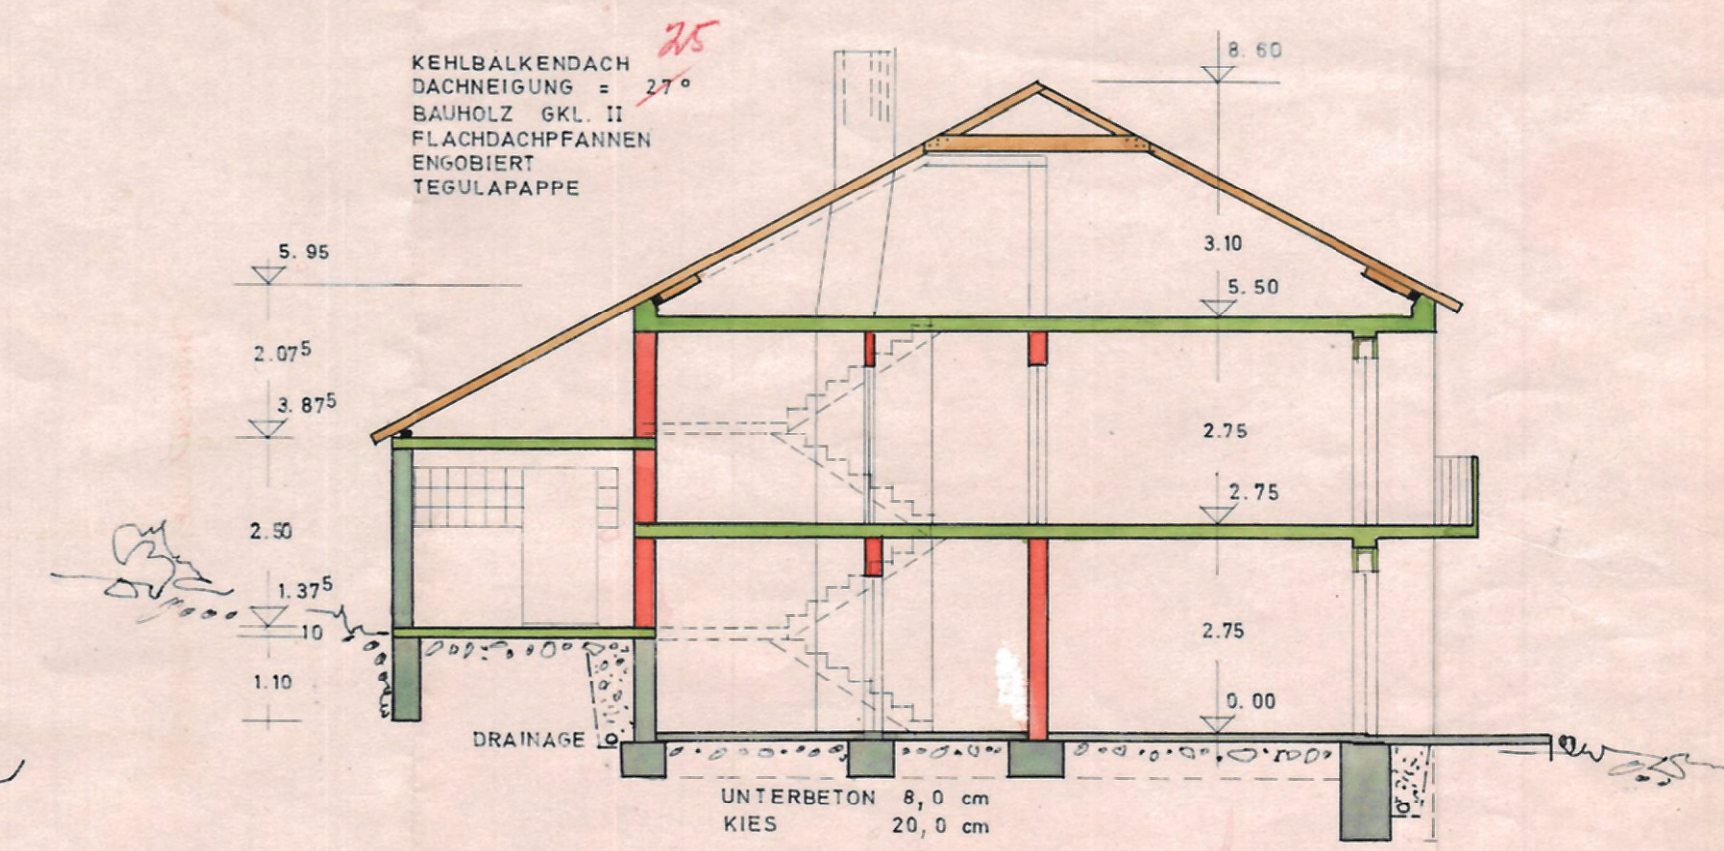 25
KEHLBALKENDACH
DACHNEIGUNG = 27°
BAUHOLZ GKL. II
FLACHDACHPFANNEN
ENGOBIERT
TEGULAPAPPE
8.60
5.95
3.10
5.50
2.07⁵
3.87⁵
2.75
2.75
2.50
1.37⁵
10
2.75
1.10
0.00
DRAINAGE
UNTERBETON 8,0 cm
KIES 20,0 cm